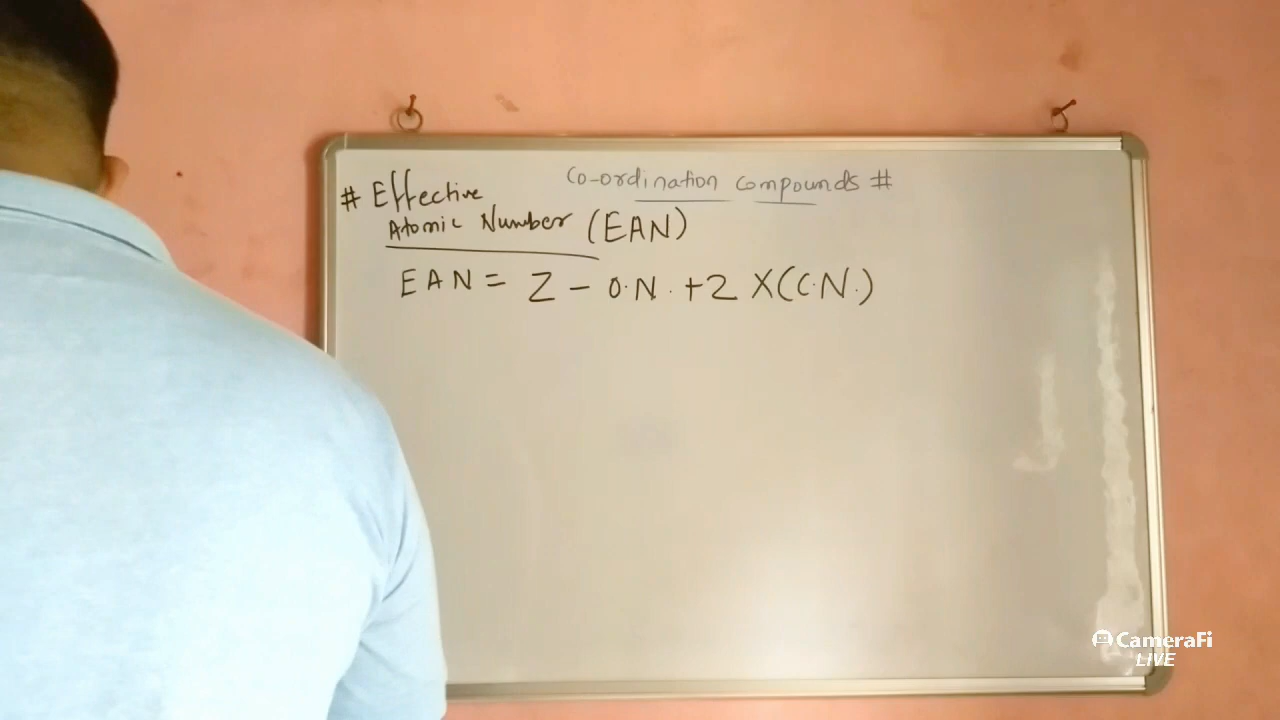 Co-ordination compounds #
# Effective
Atomic Number (EAN)
EAN = Z - O.N. + 2 X (C.N.)
CameraFi
LIVE